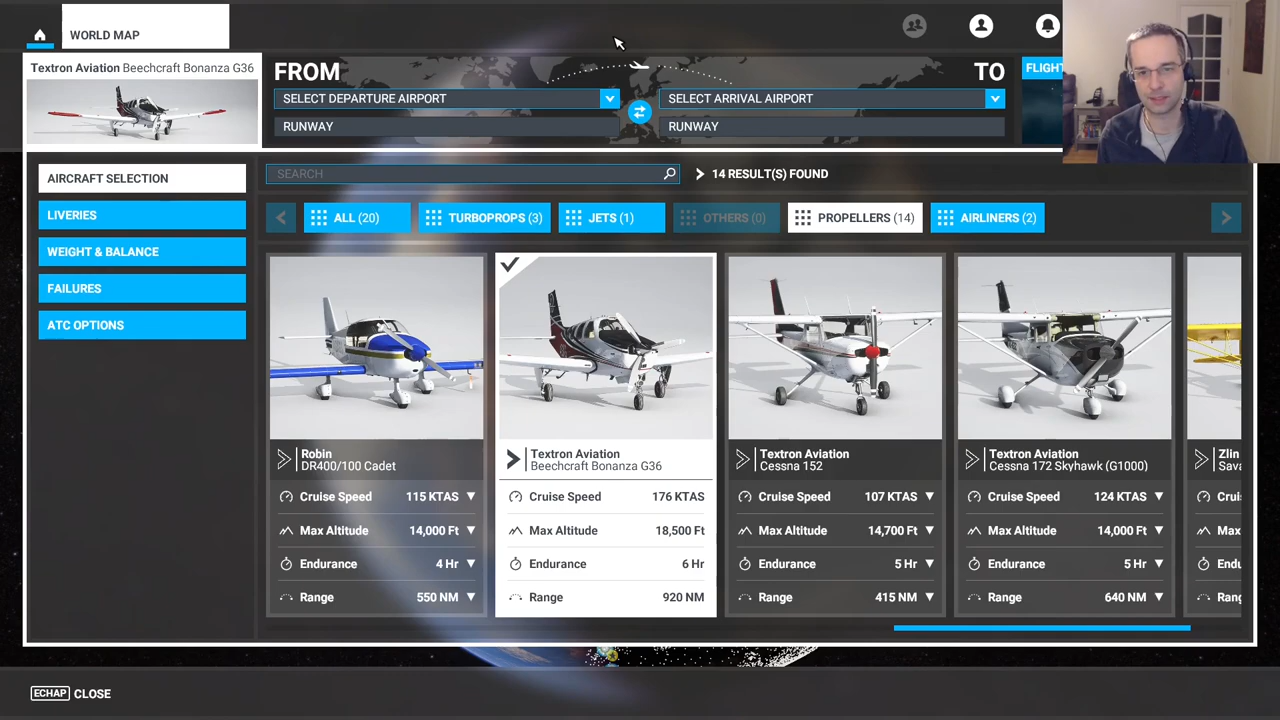 WORLD MAP
Textron Aviation Beechcraft Bonanza G36
FROM
TO
FLIGHT
SELECT DEPARTURE AIRPORT
SELECT ARRIVAL AIRPORT
RUNWAY
RUNWAY
AIRCRAFT SELECTION
LIVERIES
WEIGHT & BALANCE
FAILURES
ATC OPTIONS
SEARCH
14 RESULT(S) FOUND
ALL (20)
TURBOPROPS (3)
JETS (1)
OTHERS (0)
PROPELLERS (14)
AIRLINERS (2)
Robin
DR400/100 Cadet
Cruise Speed 115 KTAS
Max Altitude 14,000 Ft
Endurance 4 Hr
Range 550 NM
Textron Aviation
Beechcraft Bonanza G36
Cruise Speed 176 KTAS
Max Altitude 18,500 Ft
Endurance 6 Hr
Range 920 NM
Textron Aviation
Cessna 152
Cruise Speed 107 KTAS
Max Altitude 14,700 Ft
Endurance 5 Hr
Range 415 NM
Textron Aviation
Cessna 172 Skyhawk (G1000)
Cruise Speed 124 KTAS
Max Altitude 14,000 Ft
Endurance 5 Hr
Range 640 NM
Zlin
Sava
Crui
Max
Endu
Rang
ECHAP CLOSE